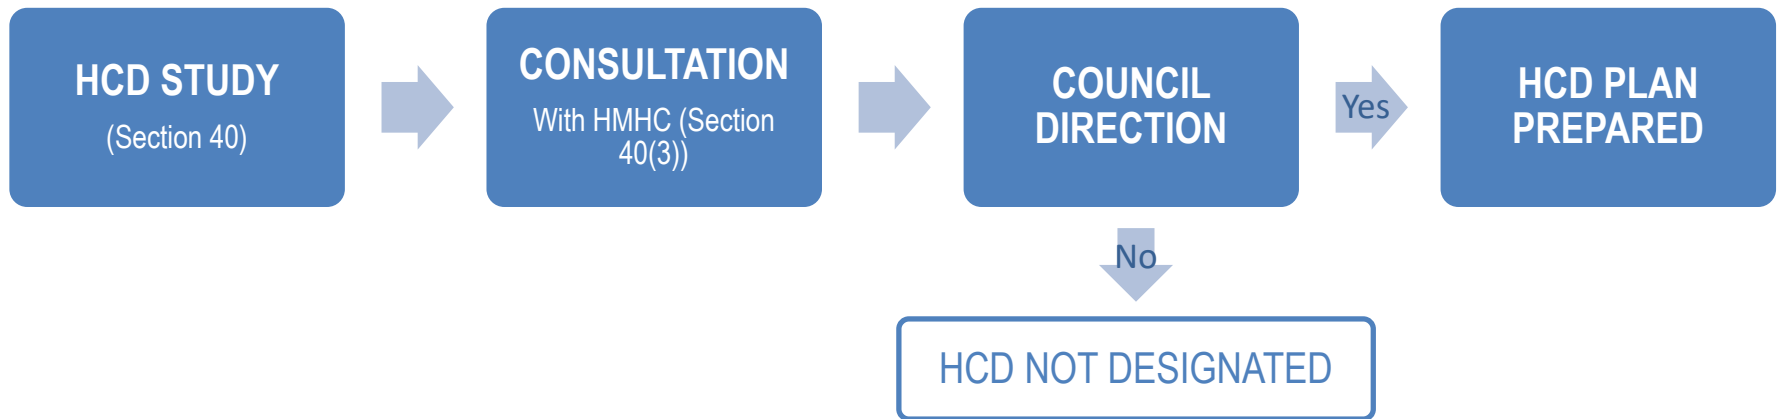 HCD STUDY
(Section 40)
CONSULTATION
With HMHC (Section
40(3))
COUNCIL
DIRECTION
Yes
HCD PLAN
PREPARED
No
HCD NOT DESIGNATED